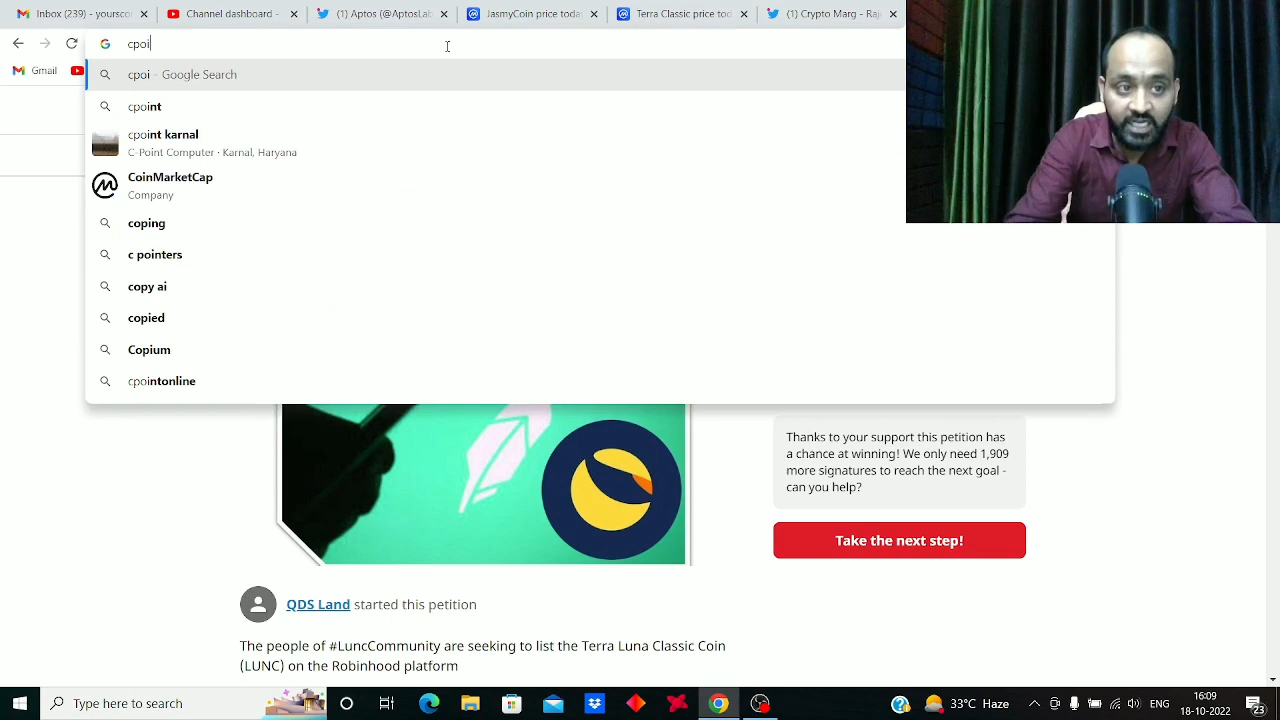 (239) - yoursco
Channel dashboard -
(1) Aptos (@AptosLab
JasmyCoin price toda
Terra Classic price tod
(1) Crypto Marg - Raj
cpoi
Gmail
cpoi - Google Search
cpoint
cpoint karnal
C-Point Computer · Karnal, Haryana
CoinMarketCap
Company
coping
c pointers
copy ai
copied
Copium
cpointonline
Thanks to your support this petition has
a chance at winning! We only need 1,909
more signatures to reach the next goal -
can you help?
Take the next step!
QDS Land started this petition
The people of #LuncCommunity are seeking to list the Terra Luna Classic Coin
(LUNC) on the Robinhood platform
Type here to search
33°C Haze
ENG
16:09
18-10-2022
23